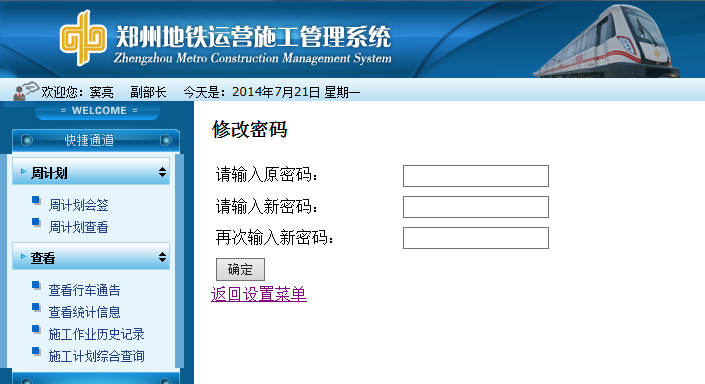 郑州地铁运营施工管理系统
Zhengzhou Metro Construction Management System
欢迎您：窦亮 副部长 今天是：2014年7月21日 星期一
= WELCOME =
快捷通道
周计划
周计划会签
周计划查看
查看
查看行车通告
查看统计信息
施工作业历史记录
施工计划综合查询
修改密码
请输入原密码：
请输入新密码：
再次输入新密码：
确定
返回设置菜单